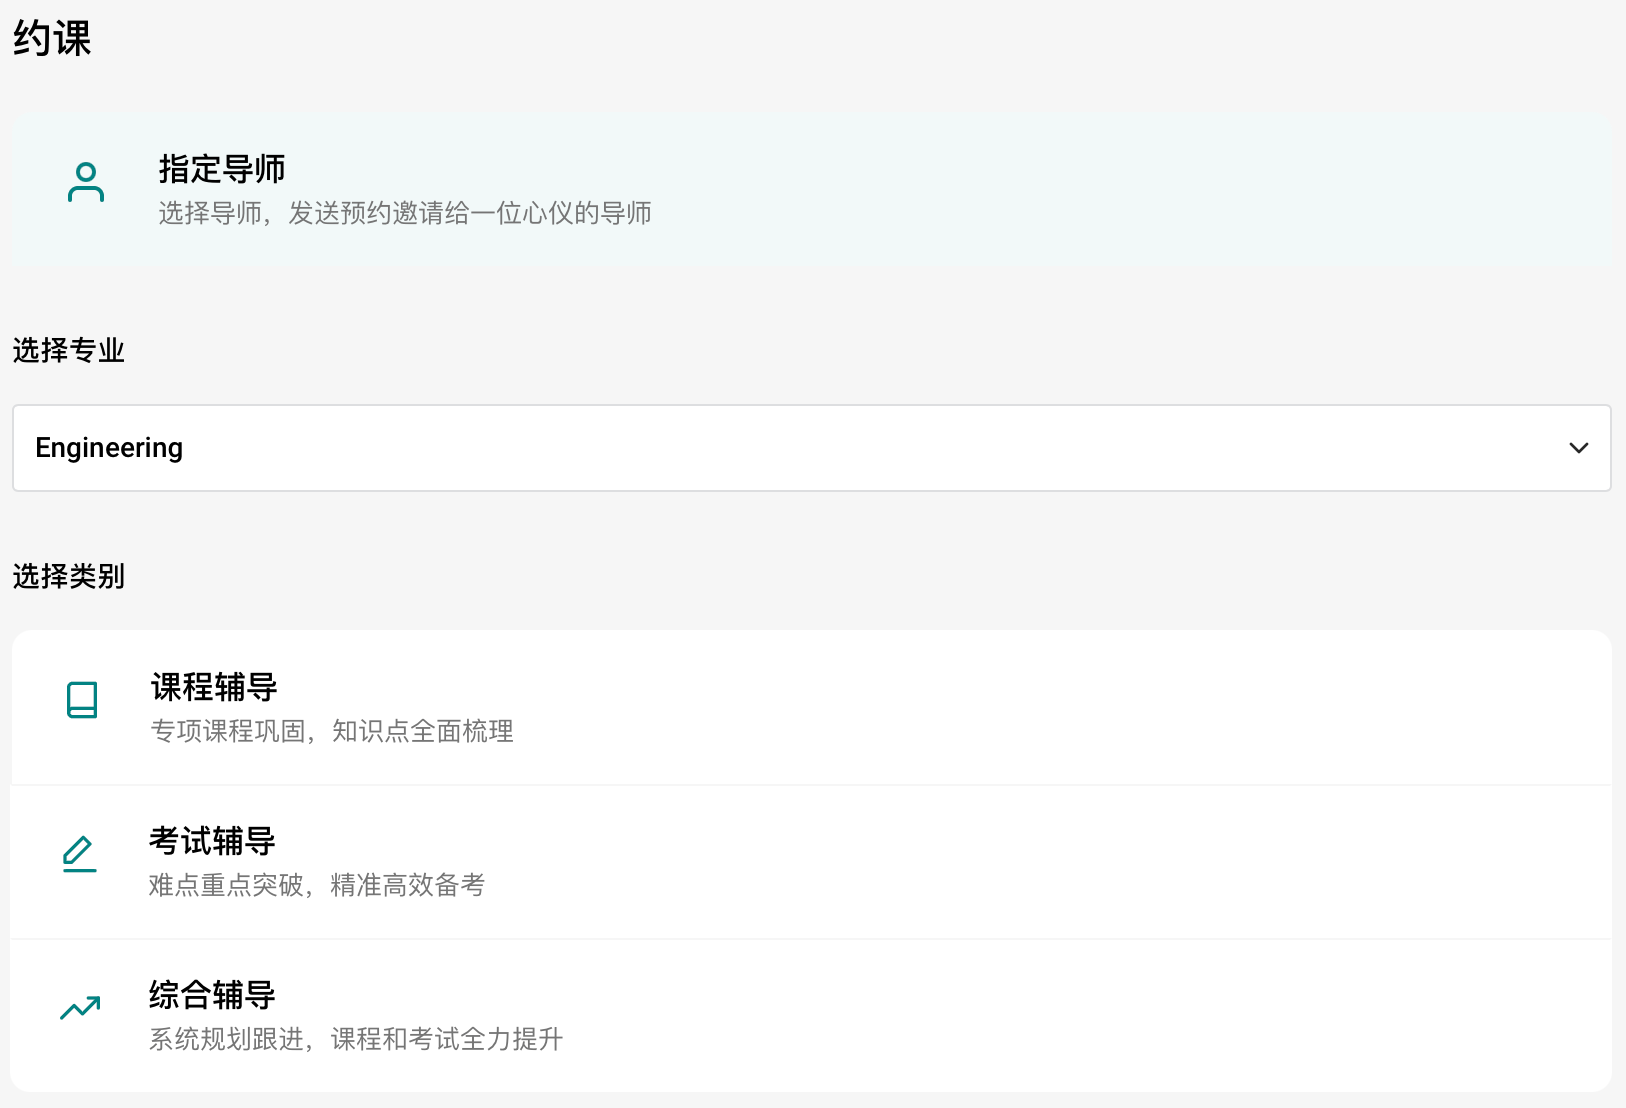 约课
指定导师
选择导师，发送预约邀请给一位心仪的导师
选择专业
Engineering
选择类别
课程辅导
专项课程巩固，知识点全面梳理
考试辅导
难点重点突破，精准高效备考
综合辅导
系统规划跟进，课程和考试全力提升